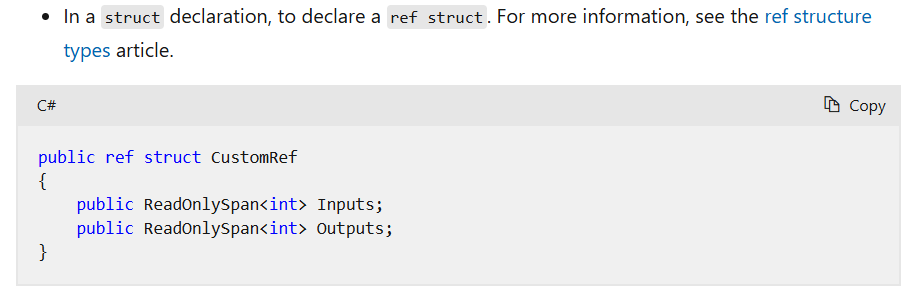 • In a struct declaration, to declare a ref struct. For more information, see the ref structure
types article.
C# Copy
public ref struct CustomRef
{
    public ReadOnlySpan<int> Inputs;
    public ReadOnlySpan<int> Outputs;
}